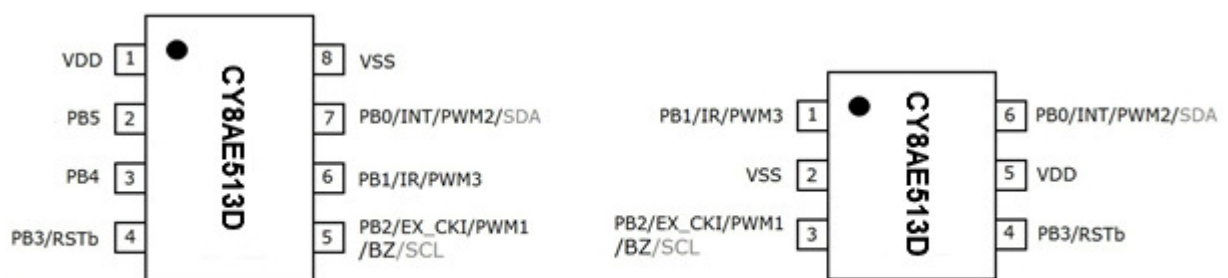 VDD 1 8 VSS
PB5 2 7 PB0/INT/PWM2/SDA
PB4 3 6 PB1/IR/PWM3
PB3/RSTb 4 5 PB2/EX_CKI/PWM1
/BZ/SCL
CY8AE513D
PB1/IR/PWM3 1 6 PB0/INT/PWM2/SDA
VSS 2 5 VDD
PB2/EX_CKI/PWM1
/BZ/SCL 3 4 PB3/RSTb
CY8AE513D